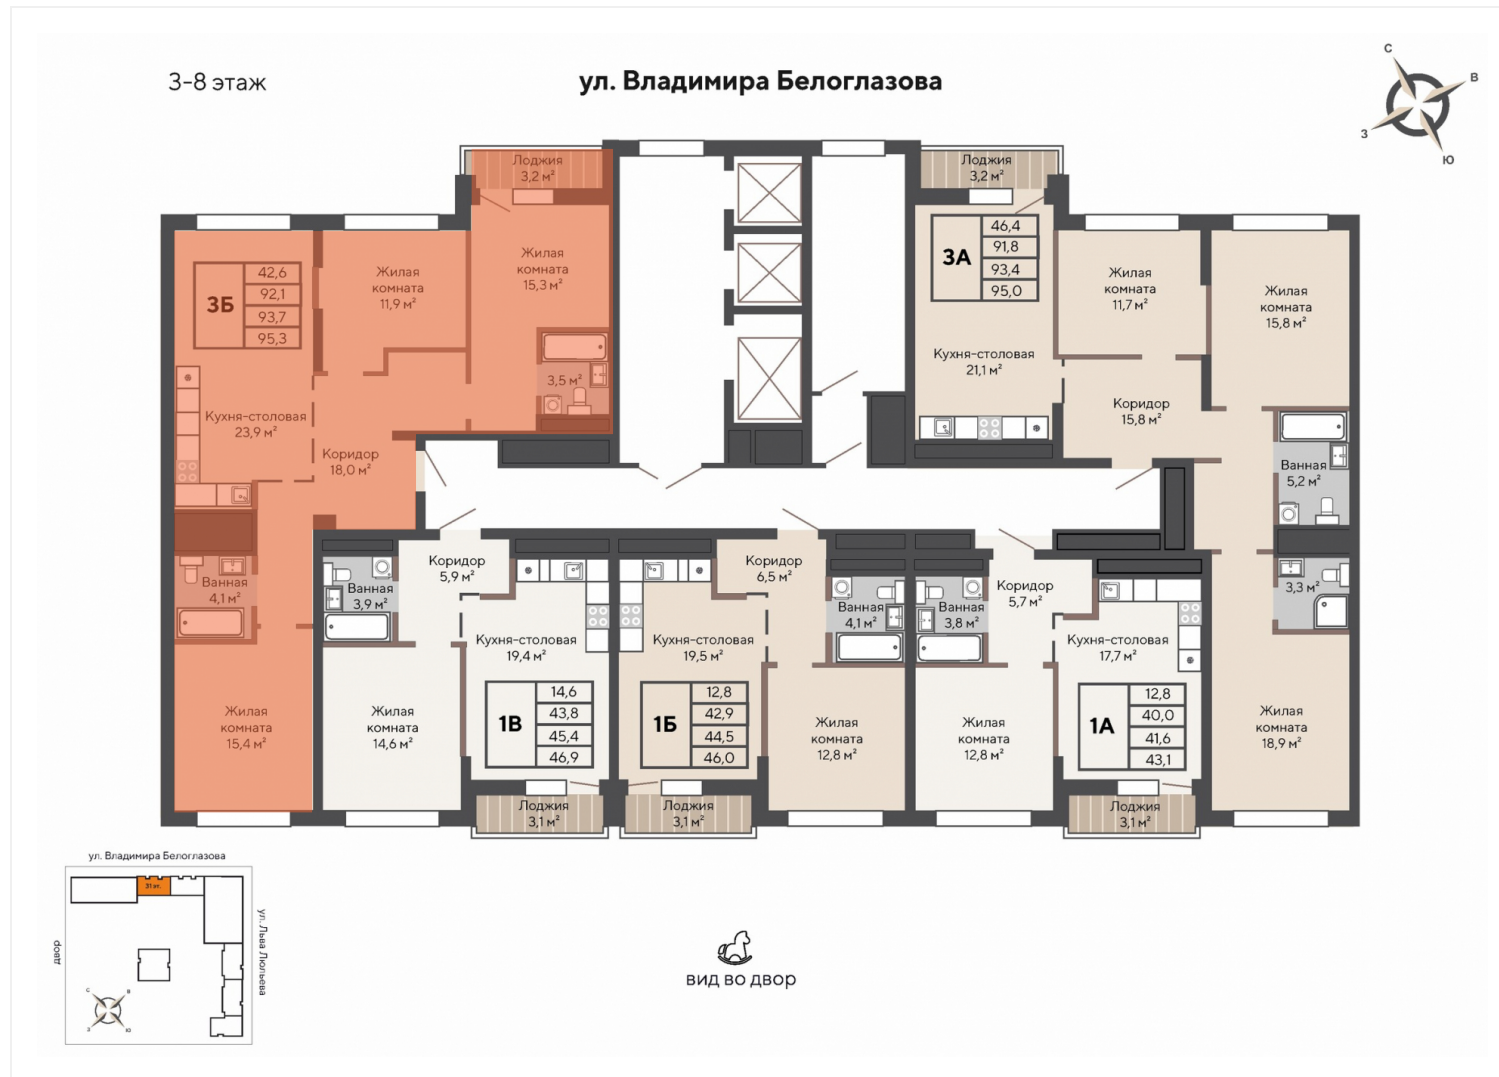 3-8 этаж
ул. Владимира Белоглазова
С
В
З
Ю
Лоджия
3,2 м²
Лоджия
3,2 м²
3Б
42,6
92,1
93,7
95,3
Жилая
комната
11,9 м²
Жилая
комната
15,3 м²
3А
46,4
91,8
93,4
95,0
Жилая
комната
11,7 м²
Жилая
комната
15,8 м²
Кухня-столовая
23,9 м²
3,5 м²
Коридор
18,0 м²
Кухня-столовая
21,1 м²
Коридор
15,8 м²
Ванная
5,2 м²
Ванная
4,1 м²
Ванная
3,9 м²
Коридор
5,9 м²
Коридор
6,5 м²
Ванная
4,1 м²
Ванная
3,8 м²
Коридор
5,7 м²
3,3 м²
Кухня-столовая
19,4 м²
Кухня-столовая
19,5 м²
Кухня-столовая
17,7 м²
Жилая
комната
15,4 м²
Жилая
комната
14,6 м²
1В
14,6
43,8
45,4
46,9
1Б
12,8
42,9
44,5
46,0
Жилая
комната
12,8 м²
Жилая
комната
12,8 м²
1А
12,8
40,0
41,6
43,1
Жилая
комната
18,9 м²
Лоджия
3,1 м²
Лоджия
3,1 м²
Лоджия
3,1 м²
ул. Владимира Белоглазова
31 эт.
двор
ул. Льва Люльева
С
В
З
Ю
вид во двор